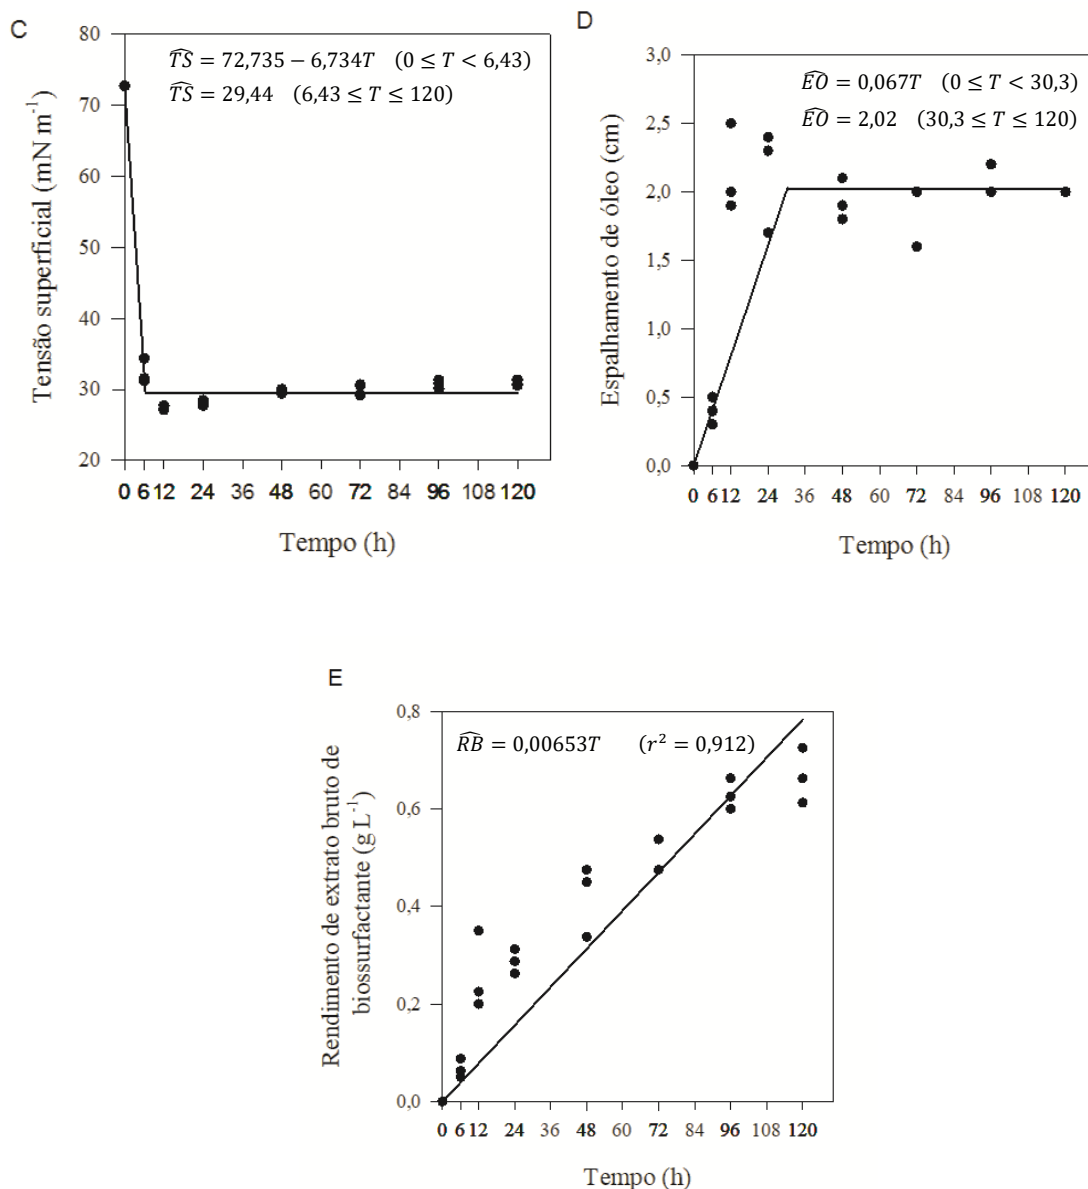 C
80
70
60
50
40
30
20
Tensão superficial (mN m⁻¹)
T͡S = 72,735 − 6,734T (0 ≤ T < 6,43)
T͡S = 29,44 (6,43 ≤ T ≤ 120)
0 6 12 24 36 48 60 72 84 96 108 120
Tempo (h)
D
3,0
2,5
2,0
1,5
1,0
0,5
0,0
Espalhamento de óleo (cm)
E͡O = 0,067T (0 ≤ T < 30,3)
E͡O = 2,02 (30,3 ≤ T ≤ 120)
0 6 12 24 36 48 60 72 84 96 108 120
Tempo (h)
E
0,8
0,6
0,4
0,2
0,0
Rendimento de extrato bruto de
biossurfactante (g L⁻¹)
R͡B = 0,00653T (r² = 0,912)
0 6 12 24 36 48 60 72 84 96 108 120
Tempo (h)